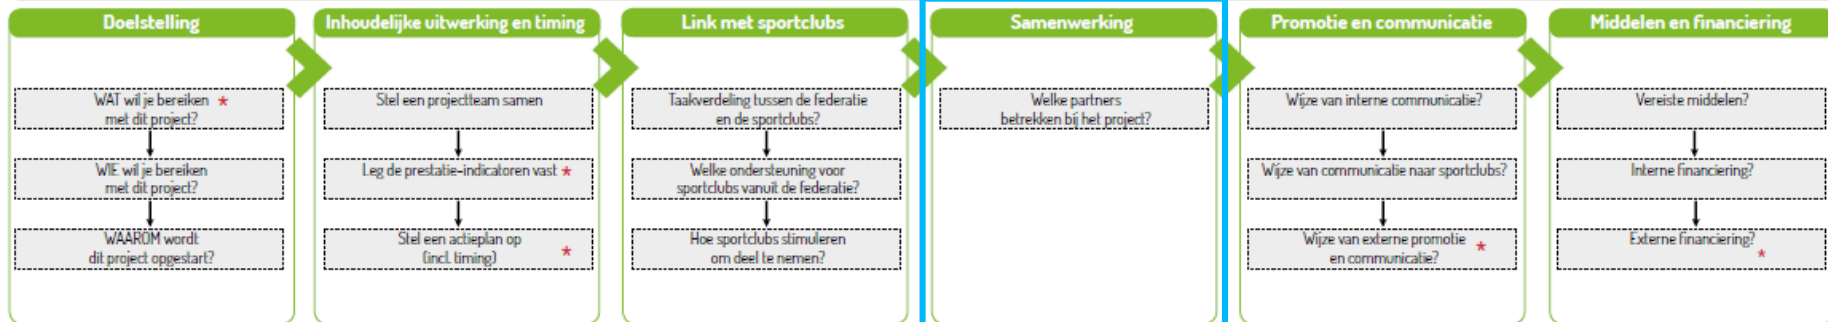 Doelstelling
WAT wil je bereiken *
met dit project?
WIE wil je bereiken
met dit project?
WAAROM wordt
dit project opgestart?
Inhoudelijke uitwerking en timing
Stel een projectteam samen
Leg de prestatie-indicatoren vast *
Stel een actieplan op
(incl. timing) *
Link met sportclubs
Taakverdeling tussen de federatie
en de sportclubs?
Welke ondersteuning voor
sportclubs vanuit de federatie?
Hoe sportclubs stimuleren
om deel te nemen?
Samenwerking
Welke partners
betrekken bij het project?
Promotie en communicatie
Wijze van interne communicatie?
Wijze van communicatie naar sportclubs?
Wijze van externe promotie *
en communicatie?
Middelen en financiering
Vereiste middelen?
Interne financiering?
Externe financiering?
*